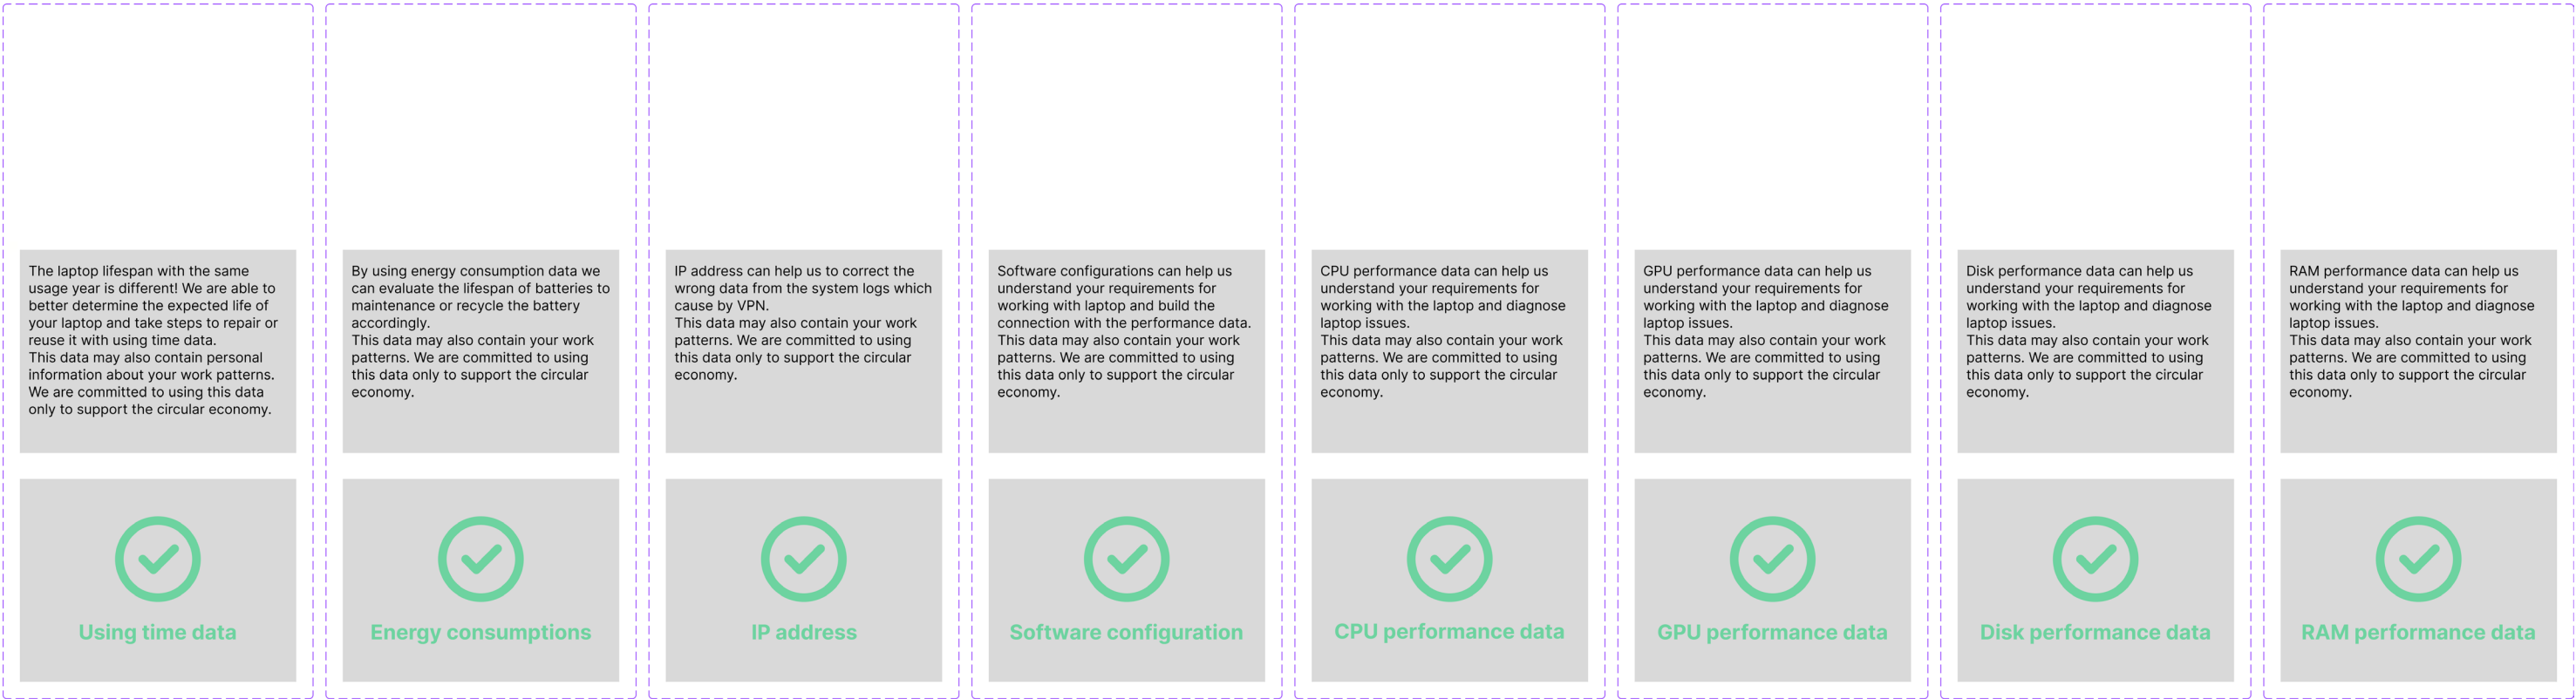 The laptop lifespan with the same
usage year is different! We are able to
better determine the expected life of
your laptop and take steps to repair or
reuse it with using time data.
This data may also contain personal
information about your work patterns.
We are committed to using this data
only to support the circular economy.
Using time data
By using energy consumption data we
can evaluate the lifespan of batteries to
maintenance or recycle the battery
accordingly.
This data may also contain your work
patterns. We are committed to using
this data only to support the circular
economy.
Energy consumptions
IP address can help us to correct the
wrong data from the system logs which
cause by VPN.
This data may also contain your work
patterns. We are committed to using
this data only to support the circular
economy.
IP address
Software configurations can help us
understand your requirements for
working with laptop and build the
connection with the performance data.
This data may also contain your work
patterns. We are committed to using
this data only to support the circular
economy.
Software configuration
CPU performance data can help us
understand your requirements for
working with the laptop and diagnose
laptop issues.
This data may also contain your work
patterns. We are committed to using
this data only to support the circular
economy.
CPU performance data
GPU performance data can help us
understand your requirements for
working with the laptop and diagnose
laptop issues.
This data may also contain your work
patterns. We are committed to using
this data only to support the circular
economy.
GPU performance data
Disk performance data can help us
understand your requirements for
working with the laptop and diagnose
laptop issues.
This data may also contain your work
patterns. We are committed to using
this data only to support the circular
economy.
Disk performance data
RAM performance data can help us
understand your requirements for
working with the laptop and diagnose
laptop issues.
This data may also contain your work
patterns. We are committed to using
this data only to support the circular
economy.
RAM performance data